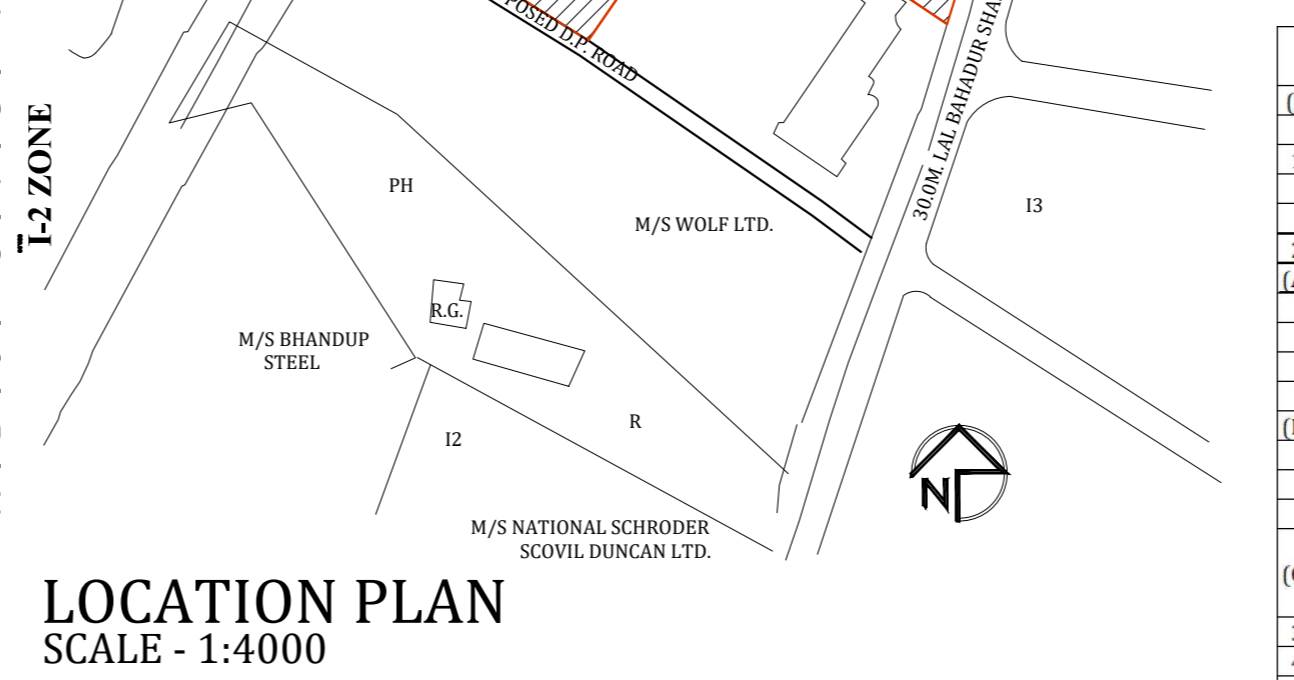 POSED D.P. ROAD
30.0M. LAL BAHADUR SHA
I-2 ZONE
PH
M/S WOLF LTD.
I3
R.G.
M/S BHANDUP
STEEL
R
I2
N
M/S NATIONAL SCHRODER
SCOVIL DUNCAN LTD.
LOCATION PLAN
SCALE - 1:4000